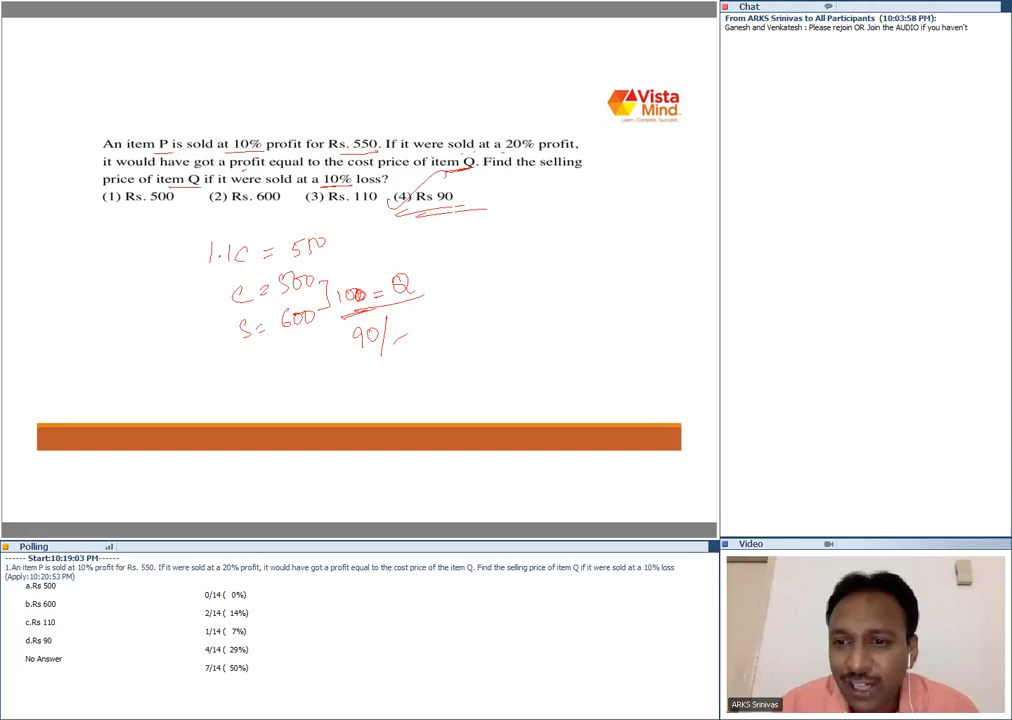 Chat
From ARKS Srinivas to All Participants (10:03:58 PM):
Ganesh and Venkatesh : Please rejoin OR Join the AUDIO if you haven't
Vista
Mind
Learn. Compete. Succeed.
An item P is sold at 10% profit for Rs. 550. If it were sold at a 20% profit,
it would have got a profit equal to the cost price of item Q. Find the selling
price of item Q if it were sold at a 10% loss?
(1) Rs. 500 (2) Rs. 600 (3) Rs. 110 (4) Rs 90
1.1C = 550
C = 500
100 = Q
S = 600
90/-
Polling
------ Start:10:19:03 PM------
1.An item P is sold at 10% profit for Rs. 550. If it were sold at a 20% profit, it would have got a profit equal to the cost price of the item Q. Find the selling price of item Q if it were sold at a 10% loss
(Apply:10:20:53 PM)
a.Rs 500
0/14 ( 0%)
b.Rs 600
2/14 ( 14%)
c.Rs 110
1/14 ( 7%)
d.Rs 90
4/14 ( 29%)
No Answer
7/14 ( 50%)
Video
ARKS Srinivas